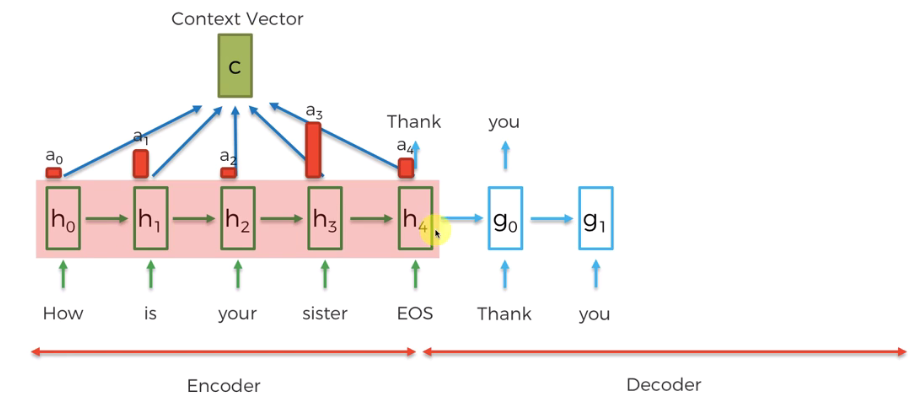 Context Vector
C
a₃
Thank you
a₁
a₄
a₀ a₂
h₀ h₁ h₂ h₃ h₄ g₀ g₁
How is your sister EOS Thank you
Encoder Decoder